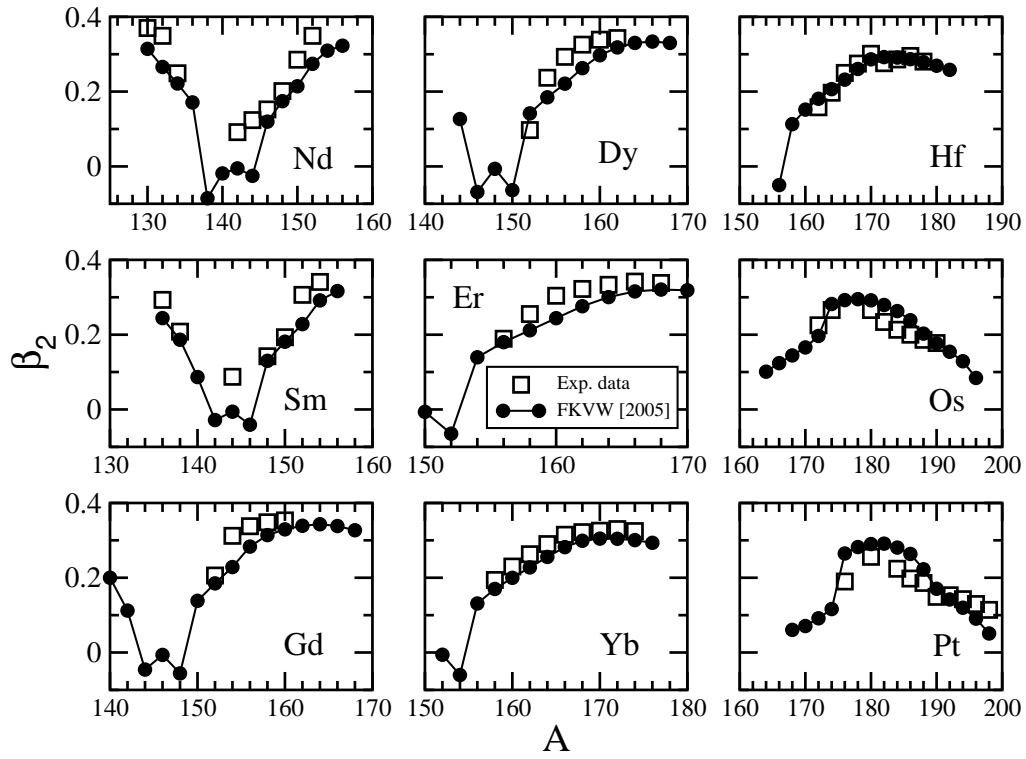 0.4
0.2
0
130 140 150 160
Nd
140 150 160 170
Dy
160 170 180 190
Hf
β2
0.4
0.2
0
130 140 150 160
Sm
150 160 170
Er
Exp. data
FKVW [2005]
160 170 180 190 200
Os
0.4
0.2
0
140 150 160 170
Gd
150 160 170 180
Yb
160 170 180 190 200
Pt
A